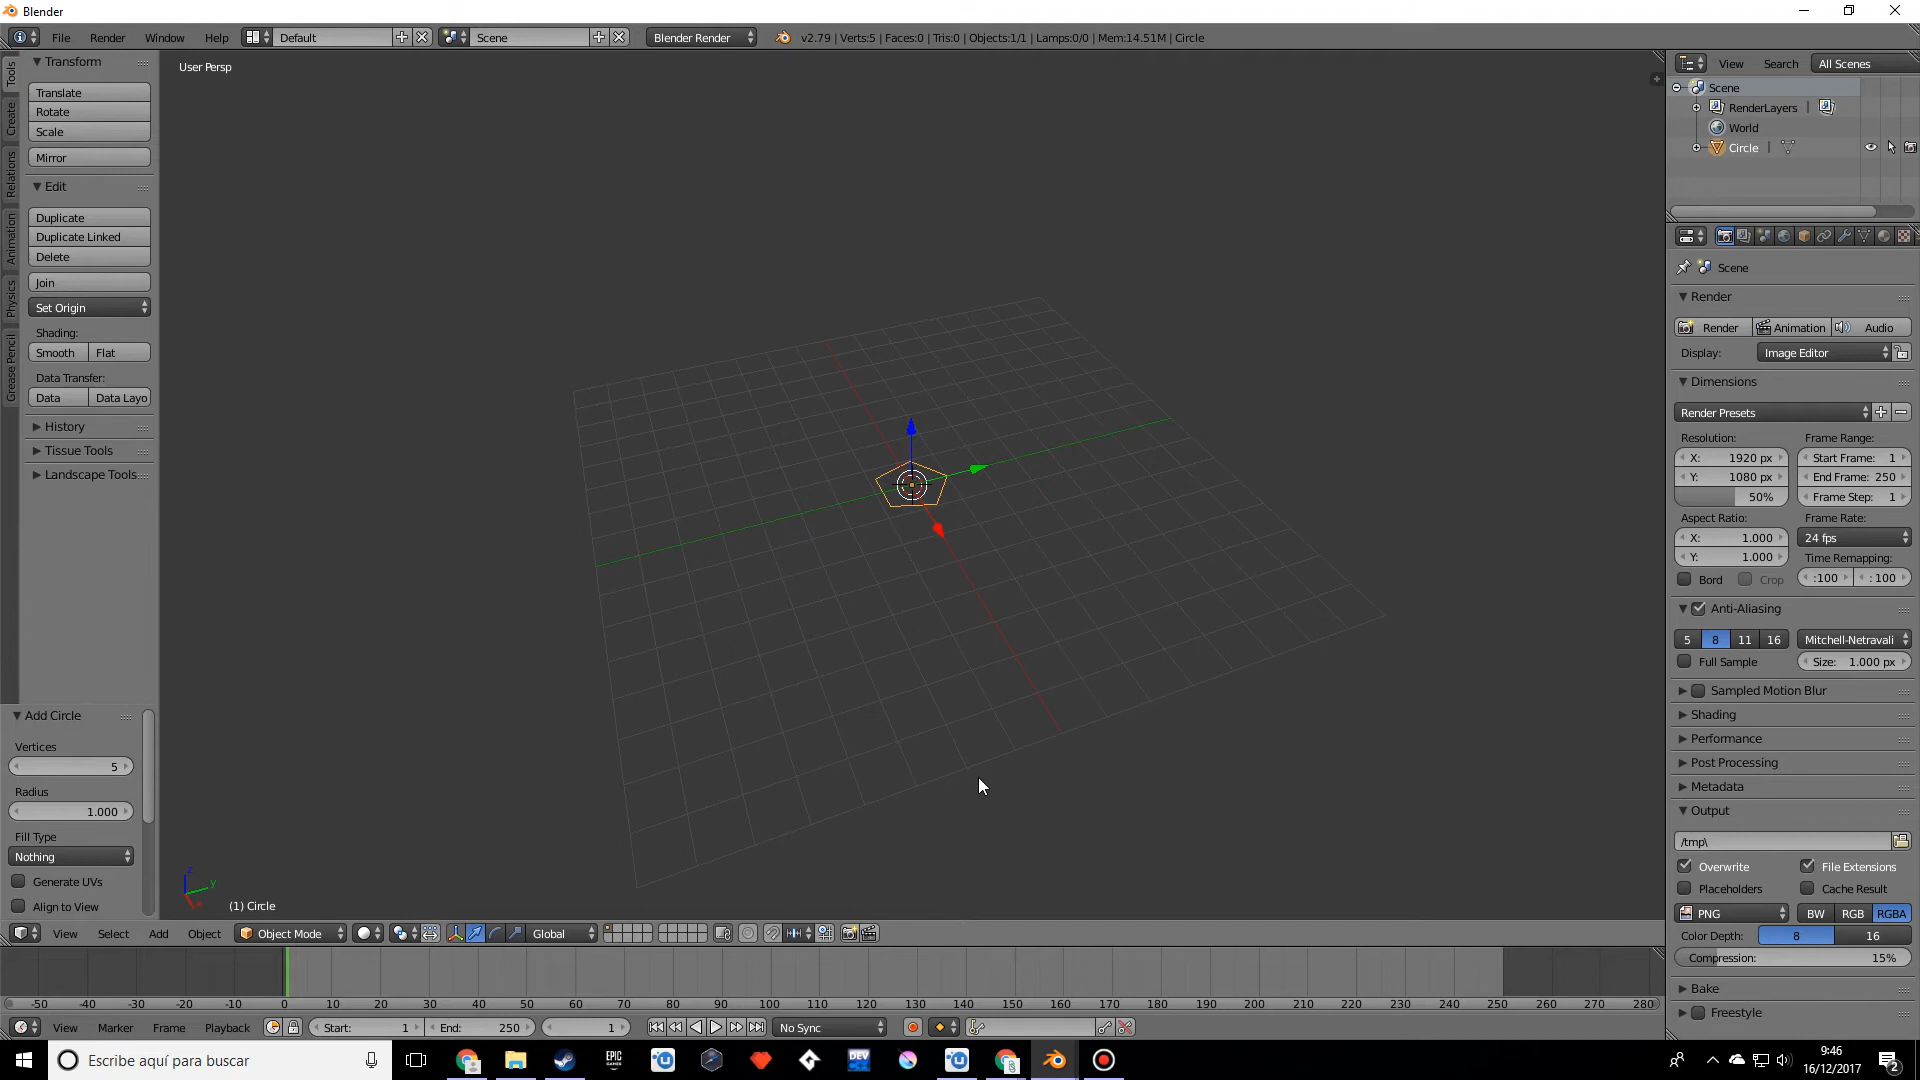 Blender
File Render Window Help Default Scene Blender Render v2.79 | Verts:5 | Faces:0 | Tris:0 | Objects:1/1 | Lamps:0/0 | Mem:14.51M | Circle
Tools
Create
Relations
Animation
Physics
Grease Pencil
Transform
Translate
Rotate
Scale
Mirror
Edit
Duplicate
Duplicate Linked
Delete
Join
Set Origin
Shading:
Smooth Flat
Data Transfer:
Data Data Layo
History
Tissue Tools
Landscape Tools
Add Circle
Vertices
5
Radius
1.000
Fill Type
Nothing
Generate UVs
Align to View
User Persp
z
y
x
(1) Circle
View Select Add Object Object Mode Global
View Search All Scenes
Scene
RenderLayers |
World
Circle |
Scene
Render
Render Animation Audio
Display: Image Editor
Dimensions
Render Presets
Resolution: Frame Range:
X: 1920 px Start Frame: 1
Y: 1080 px End Frame: 250
50% Frame Step: 1
Aspect Ratio: Frame Rate:
X: 1.000 24 fps
Y: 1.000 Time Remapping:
Bord Crop :100 : 100
Anti-Aliasing
5 8 11 16 Mitchell-Netravali
Full Sample Size: 1.000 px
Sampled Motion Blur
Shading
Performance
Post Processing
Metadata
Output
/tmp\
Overwrite File Extensions
Placeholders Cache Result
PNG BW RGB RGBA
Color Depth: 8 16
Compression: 15%
Bake
Freestyle
-50 -40 -30 -20 -10 0 10 20 30 40 50 60 70 80 90 100 110 120 130 140 150 160 170 180 190 200 210 220 230 240 250 260 270 280
View Marker Frame Playback Start: 1 End: 250 1 No Sync
Escribe aquí para buscar
EPIC
GAMES
DEV
9:46
16/12/2017
2